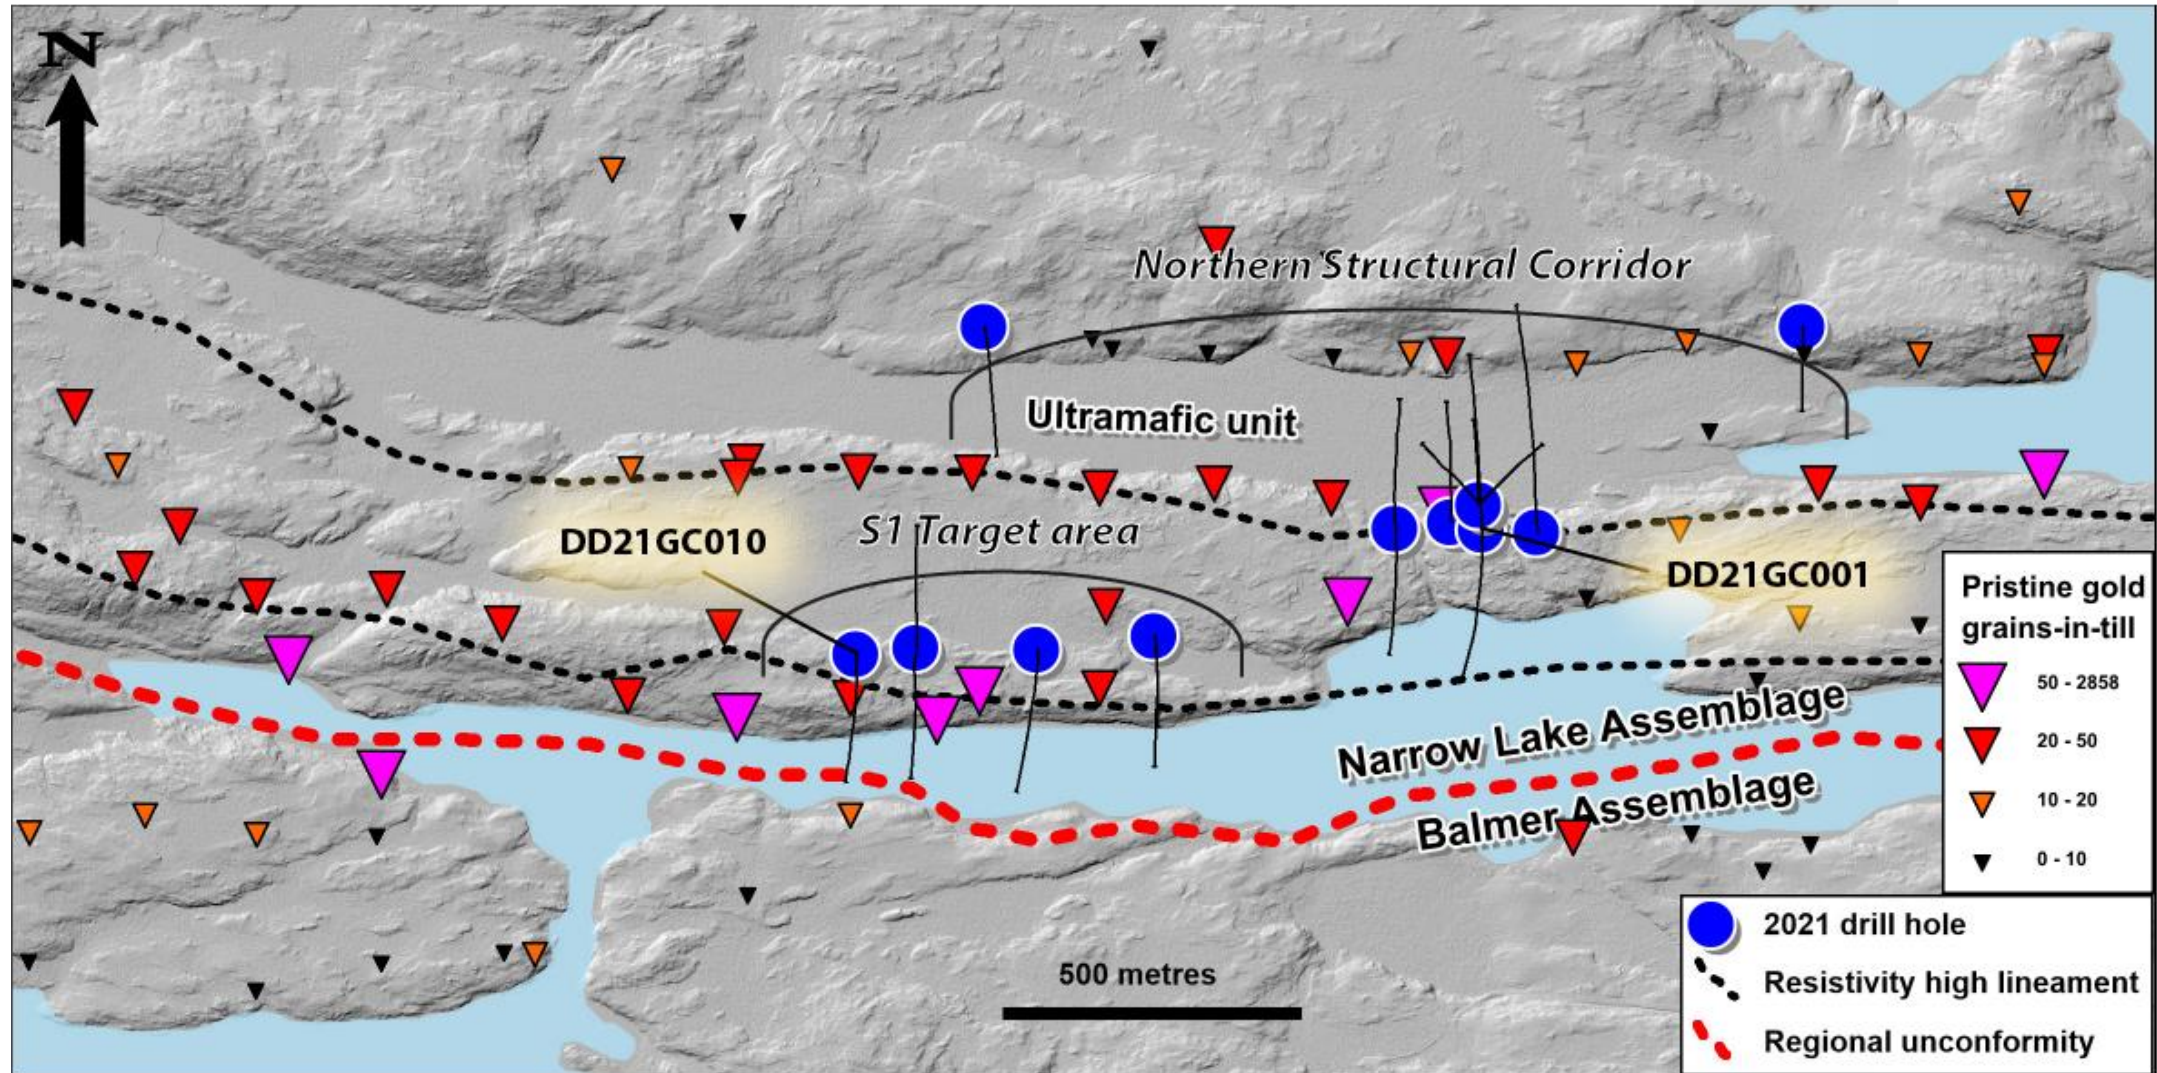 N
Northern Structural Corridor
Ultramafic unit
DD21GC010
S1 Target area
DD21GC001
Narrow Lake Assemblage
Balmer Assemblage
500 metres
Pristine gold
grains-in-till
50 - 2858
20 - 50
10 - 20
0 - 10
2021 drill hole
Resistivity high lineament
Regional unconformity